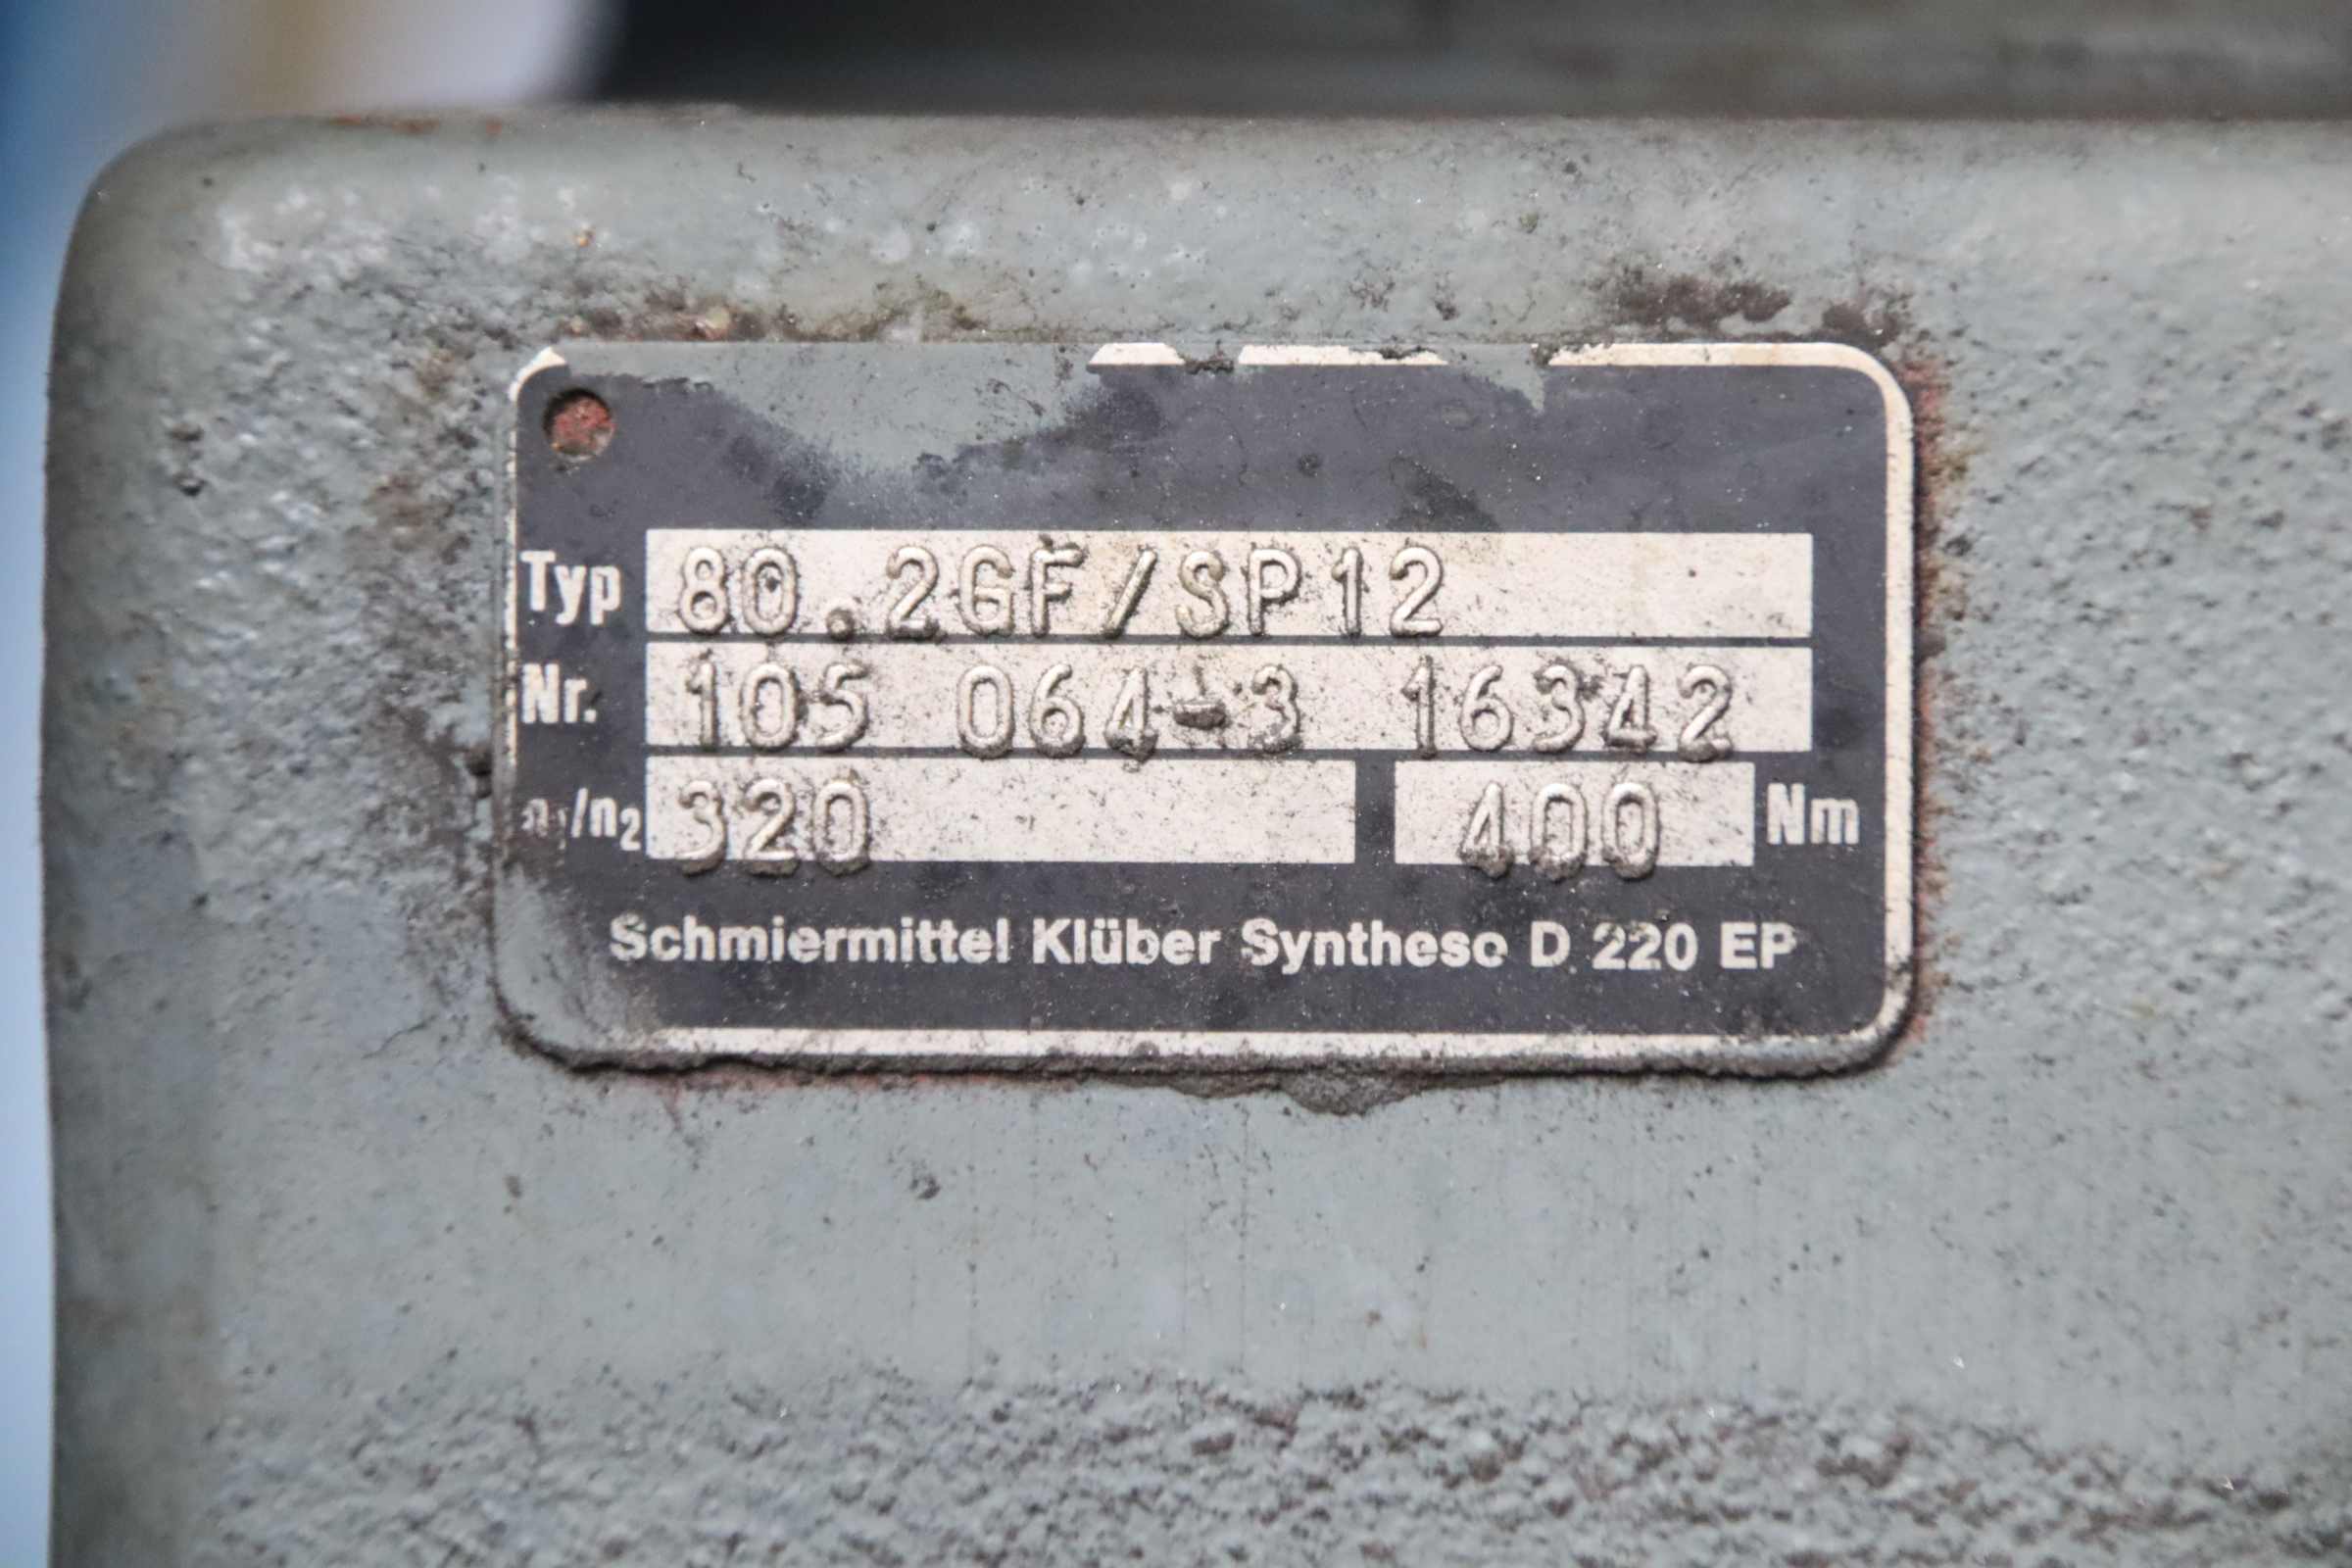 Typ 80.2GF/SP12
Nr. 105 064-3 16342
n1/n2 320 400 Nm
Schmiermittel Klüber Syntheso D 220 EP